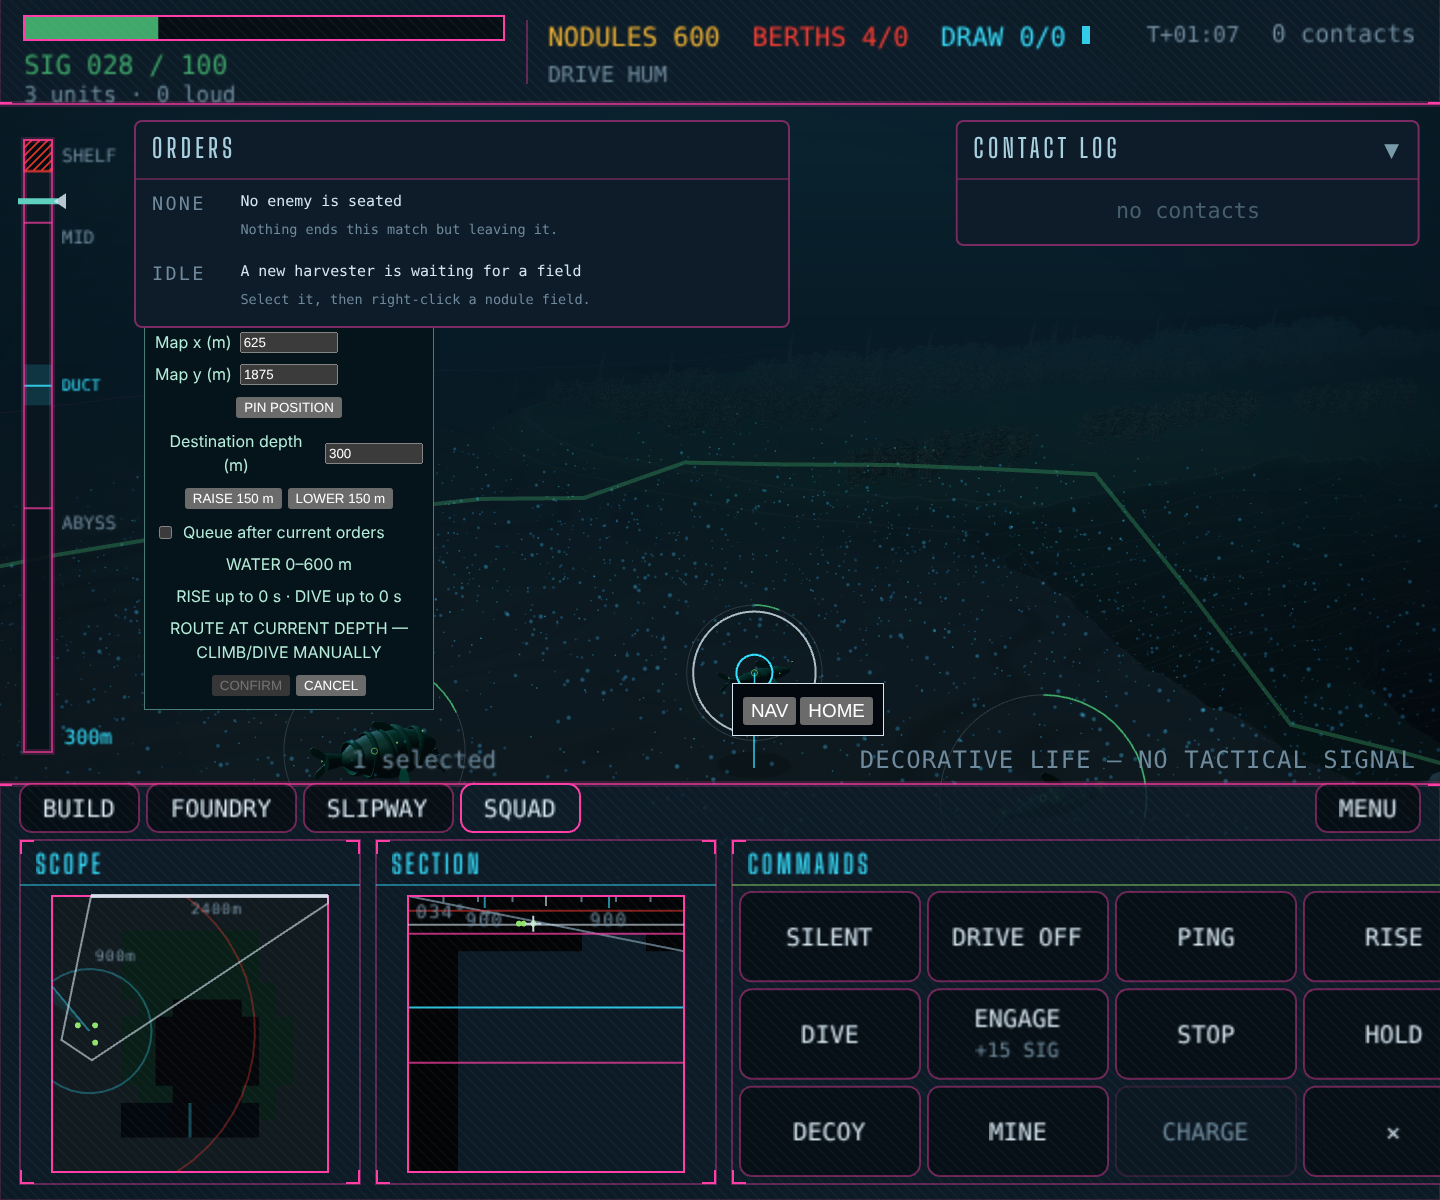 SIG 028 / 100
3 units · 0 loud
NODULES 600 BERTHS 4/0 DRAW 0/0
DRIVE HUM
T+01:07 0 contacts
SHELF
MID
DUCT
ABYSS
300m
ORDERS
NONE No enemy is seated
Nothing ends this match but leaving it.
IDLE A new harvester is waiting for a field
Select it, then right-click a nodule field.
CONTACT LOG ▼
no contacts
Map x (m) 625
Map y (m) 1875
PIN POSITION
Destination depth (m) 300
RAISE 150 m LOWER 150 m
Queue after current orders
WATER 0–600 m
RISE up to 0 s · DIVE up to 0 s
ROUTE AT CURRENT DEPTH —
CLIMB/DIVE MANUALLY
CONFIRM CANCEL
NAV HOME
1 selected
DECORATIVE LIFE — NO TACTICAL SIGNAL
BUILD FOUNDRY SLIPWAY SQUAD MENU
SCOPE
2400m
900m
SECTION
034°
900 900
COMMANDS
SILENT DRIVE OFF PING RISE
DIVE ENGAGE STOP HOLD
+15 SIG
DECOY MINE CHARGE ×